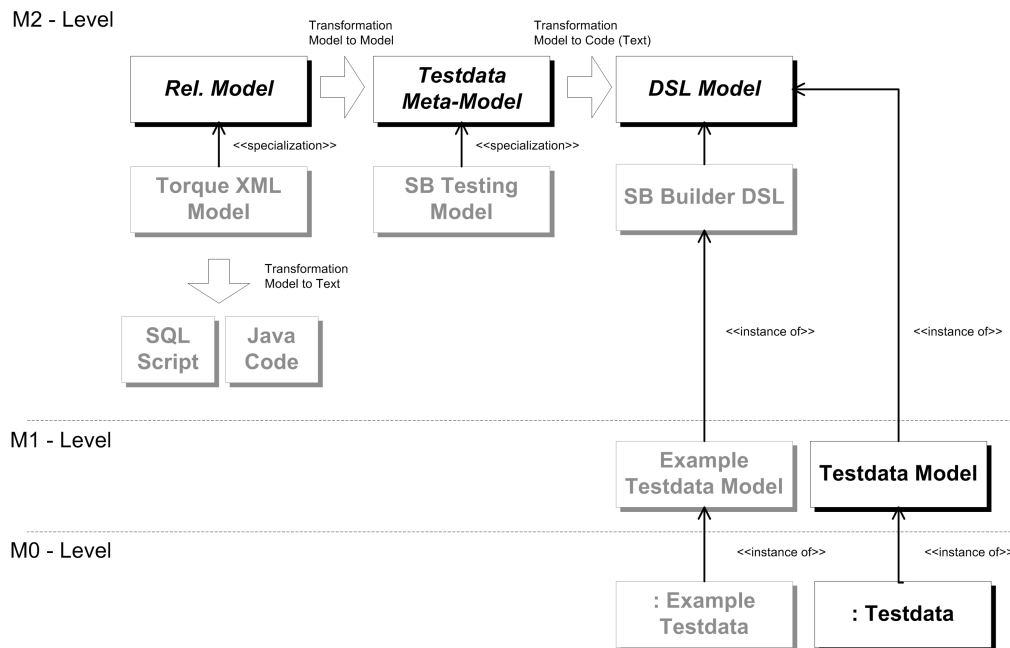 M2 - Level
Transformation
Model to Model
Transformation
Model to Code (Text)
Rel. Model
Testdata
Meta-Model
DSL Model
<<specialization>>
<<specialization>>
Torque XML
Model
SB Testing
Model
SB Builder DSL
Transformation
Model to Text
SQL
Script
Java
Code
<<instance of>>
<<instance of>>
M1 - Level
Example
Testdata Model
Testdata Model
M0 - Level
<<instance of>>
<<instance of>>
: Example
Testdata
: Testdata